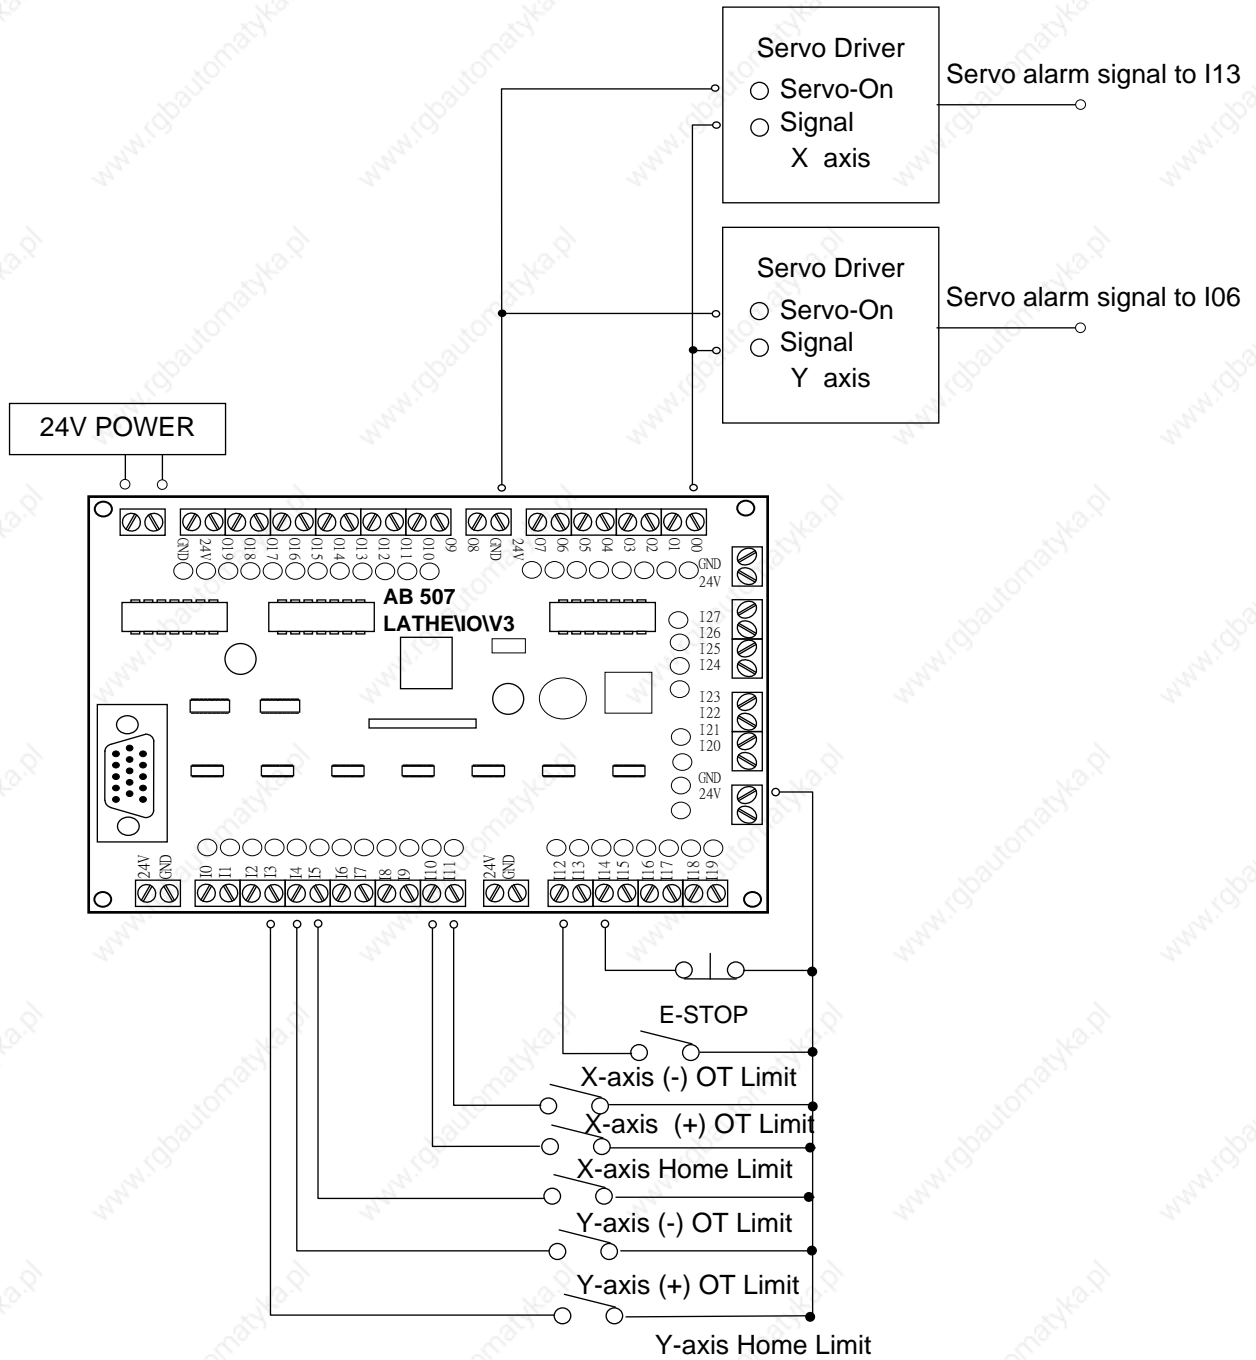 Servo Driver
Servo-On
Signal
X axis
Servo alarm signal to I13
Servo Driver
Servo-On
Signal
Y axis
Servo alarm signal to I06
24V POWER
GND 24V O19 O18 O17 O16 O15 O14 O13 O12 O11 O10 O9 O8 GND 24V O7 O6 O5 O4 O3 O2 O1 O0
GND
24V
AB 507
LATHE\IO\V3
I27
I26
I25
I24
I23
I22
I21
I20
GND
24V
24V GND I0 I1 I2 I3 I4 I5 I6 I7 I8 I9 I10 I11 24V GND I12 I13 I14 I15 I16 I17 I18 I19
E-STOP
X-axis (-) OT Limit
X-axis (+) OT Limit
X-axis Home Limit
Y-axis (-) OT Limit
Y-axis (+) OT Limit
Y-axis Home Limit
www.rgbautomatyka.pl